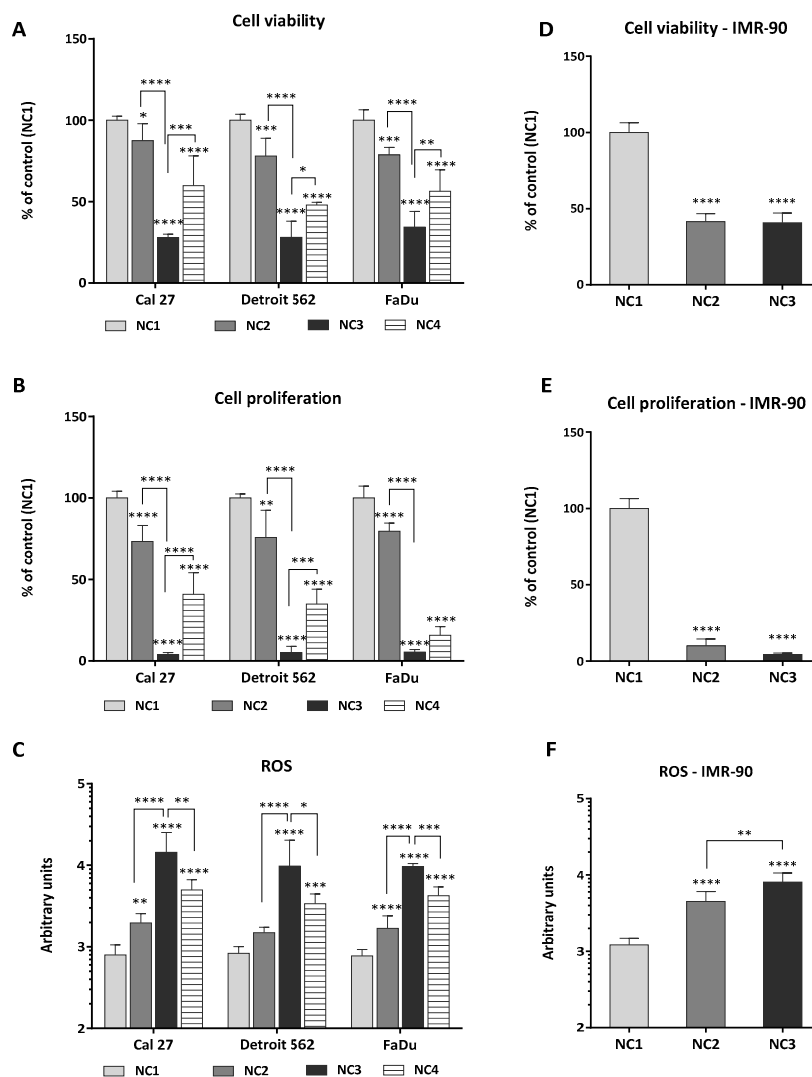 A
Cell viability
% of control (NC1)
150
100
50
0
****
*
****
***
****
****
***
****
*
****
****
***
****
**
****
Cal 27
Detroit 562
FaDu
NC1
NC2
NC3
NC4
D
Cell viability - IMR-90
% of control (NC1)
150
100
50
0
****
****
NC1
NC2
NC3
B
Cell proliferation
% of control (NC1)
150
100
50
0
****
****
****
****
****
****
**
****
***
****
****
****
****
****
Cal 27
Detroit 562
FaDu
NC1
NC2
NC3
NC4
E
Cell proliferation - IMR-90
% of control (NC1)
150
100
50
0
****
****
NC1
NC2
NC3
C
ROS
Arbitrary units
5
4
3
2
**** **
****
**
****
**** *
****
***
**** ***
****
****
****
Cal 27
Detroit 562
FaDu
NC1
NC2
NC3
NC4
F
ROS - IMR-90
Arbitrary units
5
4
3
2
**
****
****
NC1
NC2
NC3